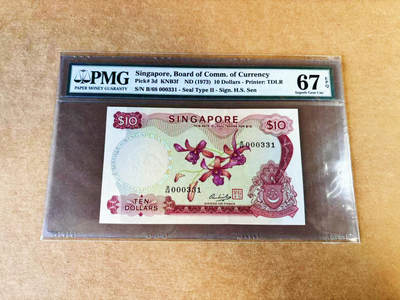 PMG
PAPER MONEY GUARANTY
Singapore, Board of Comm. of Currency
Pick# 3d KNB3f ND (1973) 10 Dollars - Printer: TDLR
S/N B/68 000331 - Seal Type II - Sign. H.S. Sen
67 EPQ
Superb Gem Unc
$10
SINGAPORE
$10
B/68 000331
B/68 000331
TEN
DOLLARS